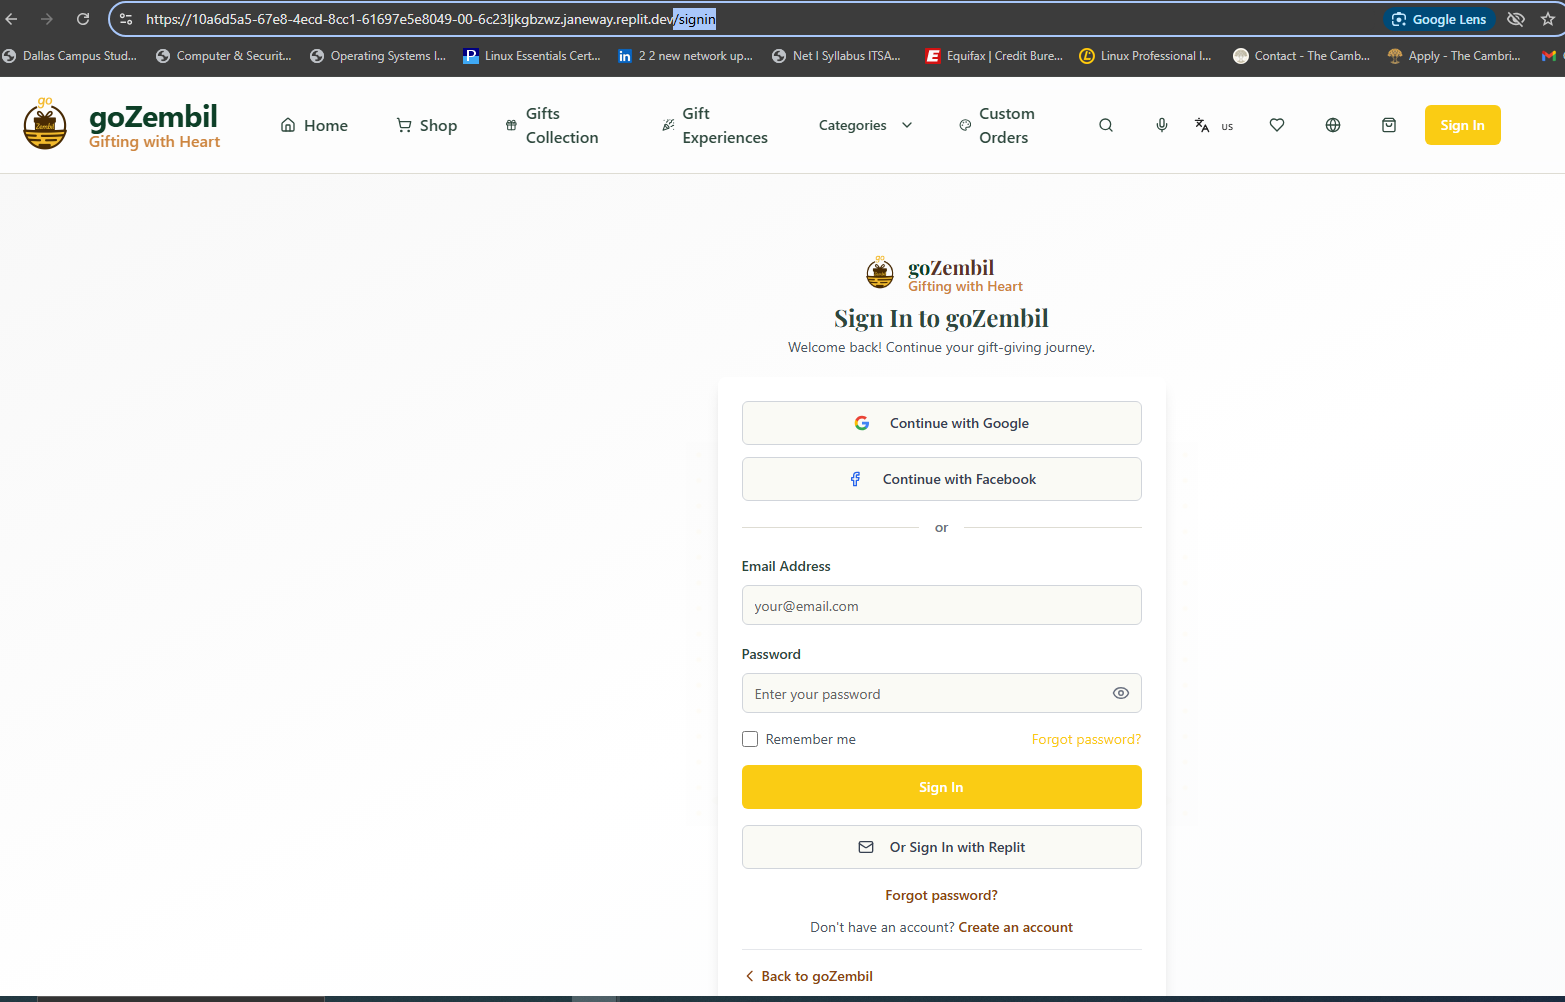 https://10a6d5a5-67e8-4ecd-8cc1-61697e5e8049-00-6c23ljkgbzwz.janeway.replit.dev/signin
Google Lens
Dallas Campus Stud...
Computer & Securit...
Operating Systems I...
Linux Essentials Cert...
2 2 new network up...
Net I Syllabus ITSA...
Equifax | Credit Bure...
Linux Professional I...
Contact - The Camb...
Apply - The Cambri...
go
Zembil
goZembil
Gifting with Heart
Home
Shop
Gifts
Collection
Gift
Experiences
Categories
Custom
Orders
us
Sign In
go
goZembil
Gifting with Heart
Sign In to goZembil
Welcome back! Continue your gift-giving journey.
Continue with Google
Continue with Facebook
or
Email Address
your@email.com
Password
Enter your password
Remember me
Forgot password?
Sign In
Or Sign In with Replit
Forgot password?
Don't have an account? Create an account
Back to goZembil